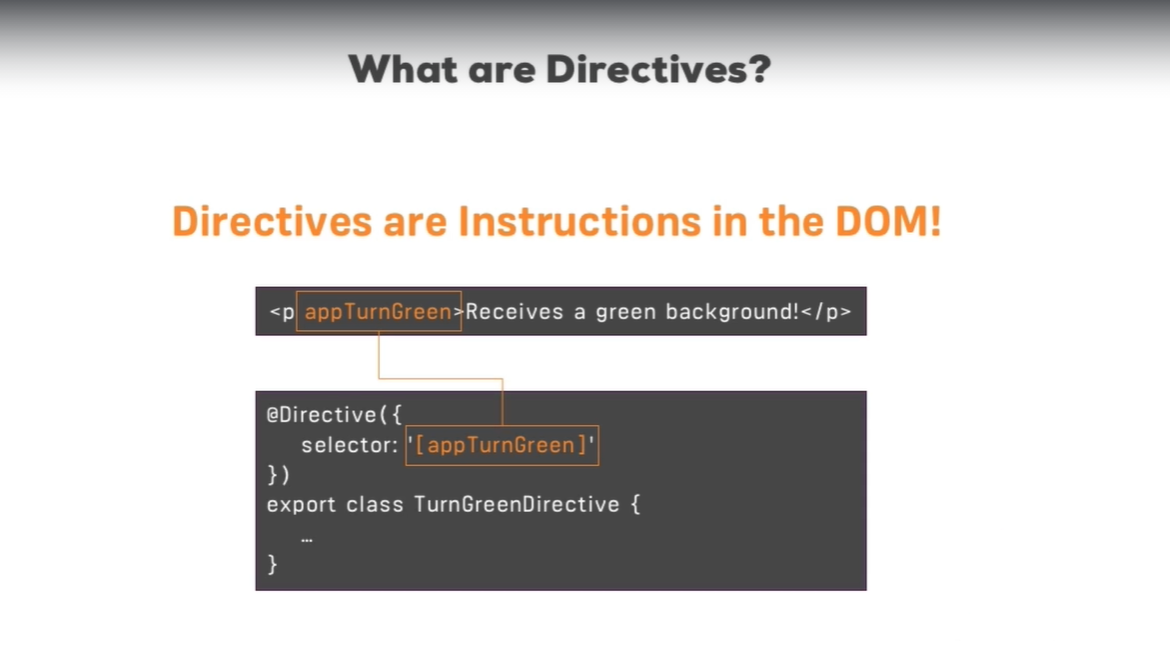 What are Directives?
Directives are Instructions in the DOM!
<p appTurnGreen>Receives a green background!</p>
@Directive({
selector: '[appTurnGreen]'
})
export class TurnGreenDirective {
…
}